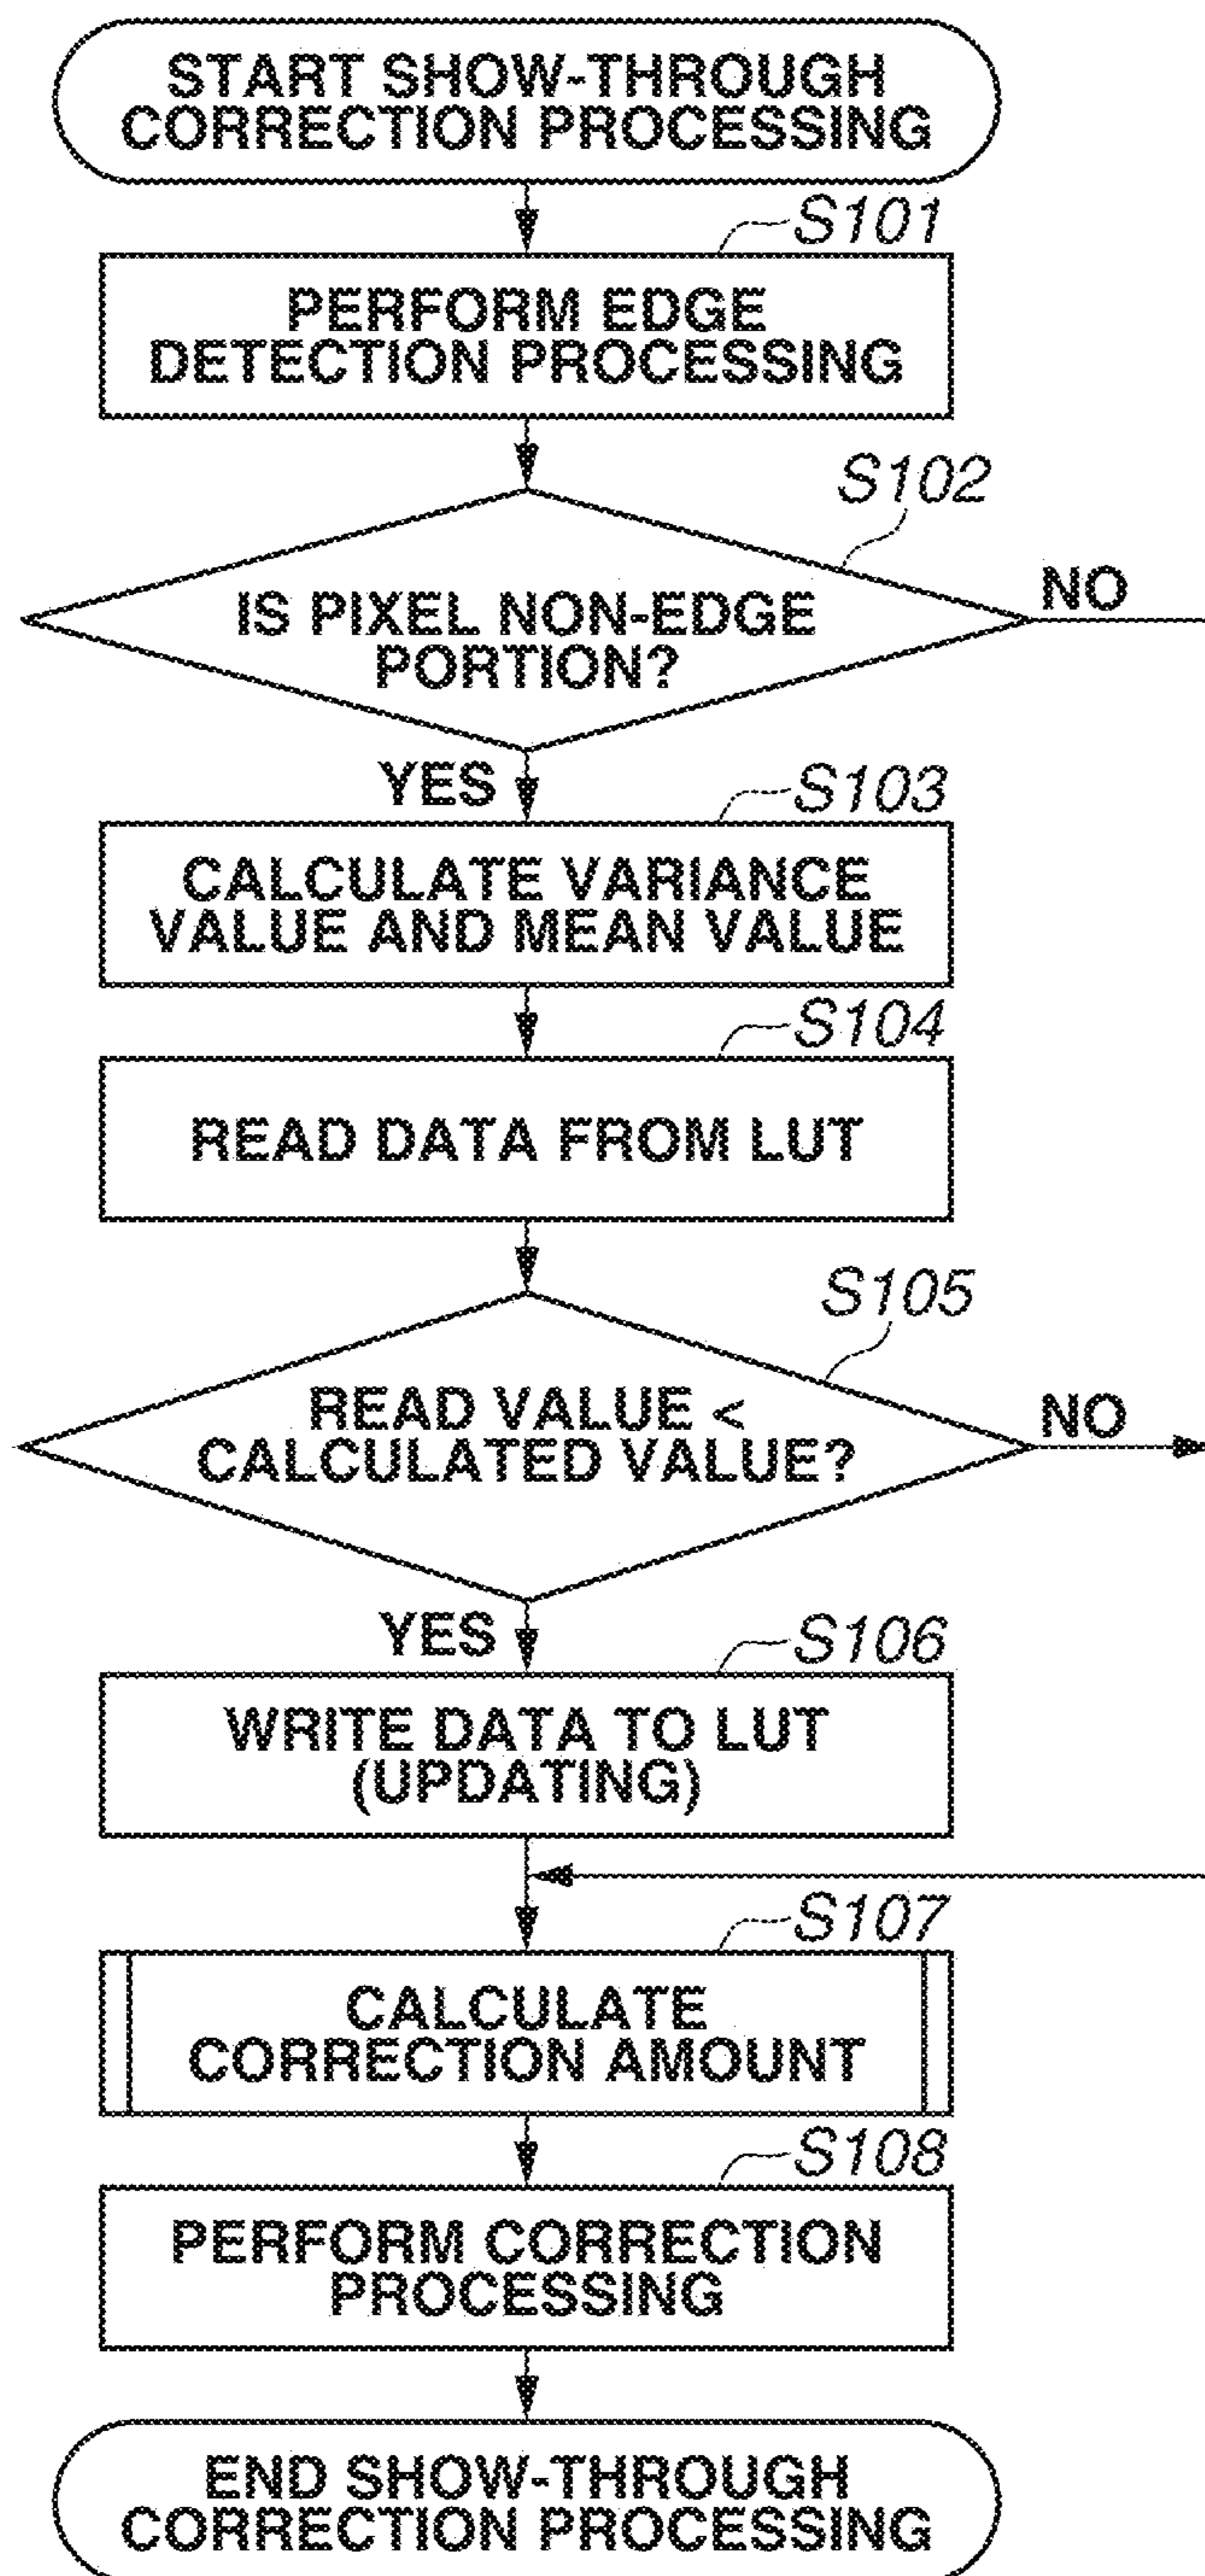 START SHOW-THROUGH
CORRECTION PROCESSING
S101
PERFORM EDGE
DETECTION PROCESSING
S102
IS PIXEL NON-EDGE
PORTION?
NO
YES
S103
CALCULATE VARIANCE
VALUE AND MEAN VALUE
S104
READ DATA FROM LUT
S105
READ VALUE <
CALCULATED VALUE?
NO
YES
S106
WRITE DATA TO LUT
(UPDATING)
S107
CALCULATE
CORRECTION AMOUNT
S108
PERFORM CORRECTION
PROCESSING
END SHOW-THROUGH
CORRECTION PROCESSING